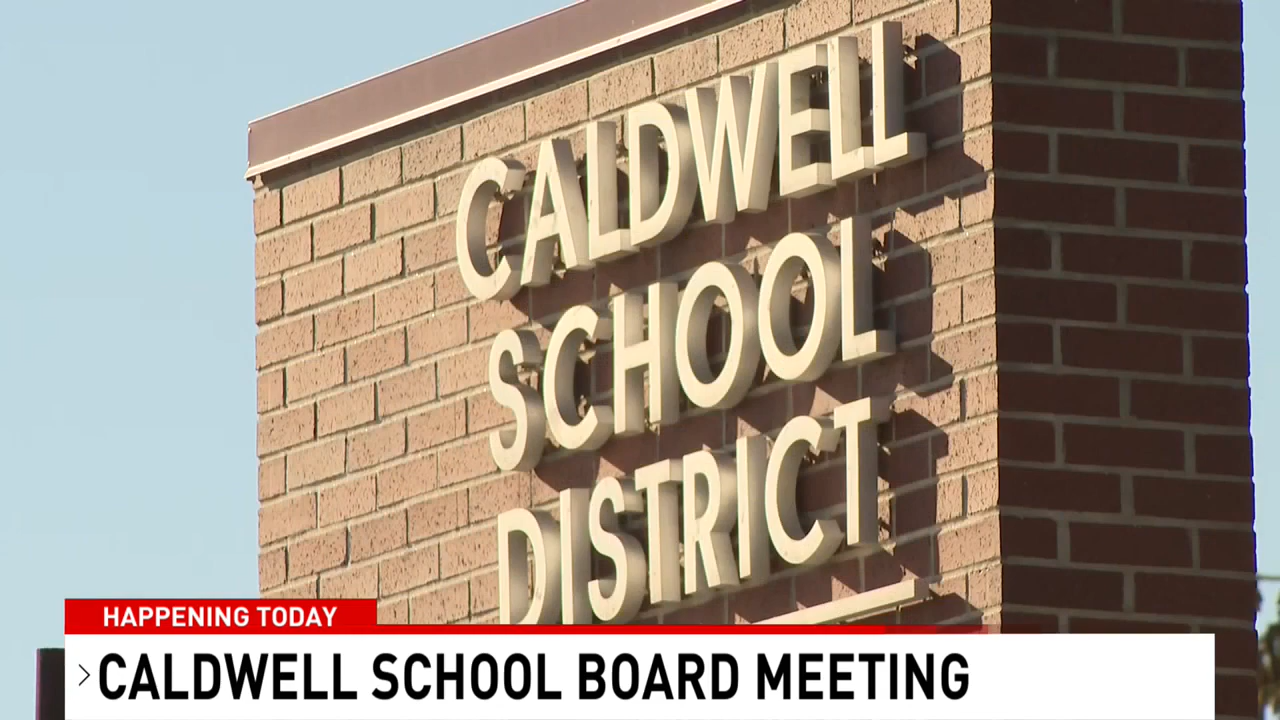 CALDWELL
SCHOOL
DISTRICT
HAPPENING TODAY
CALDWELL SCHOOL BOARD MEETING